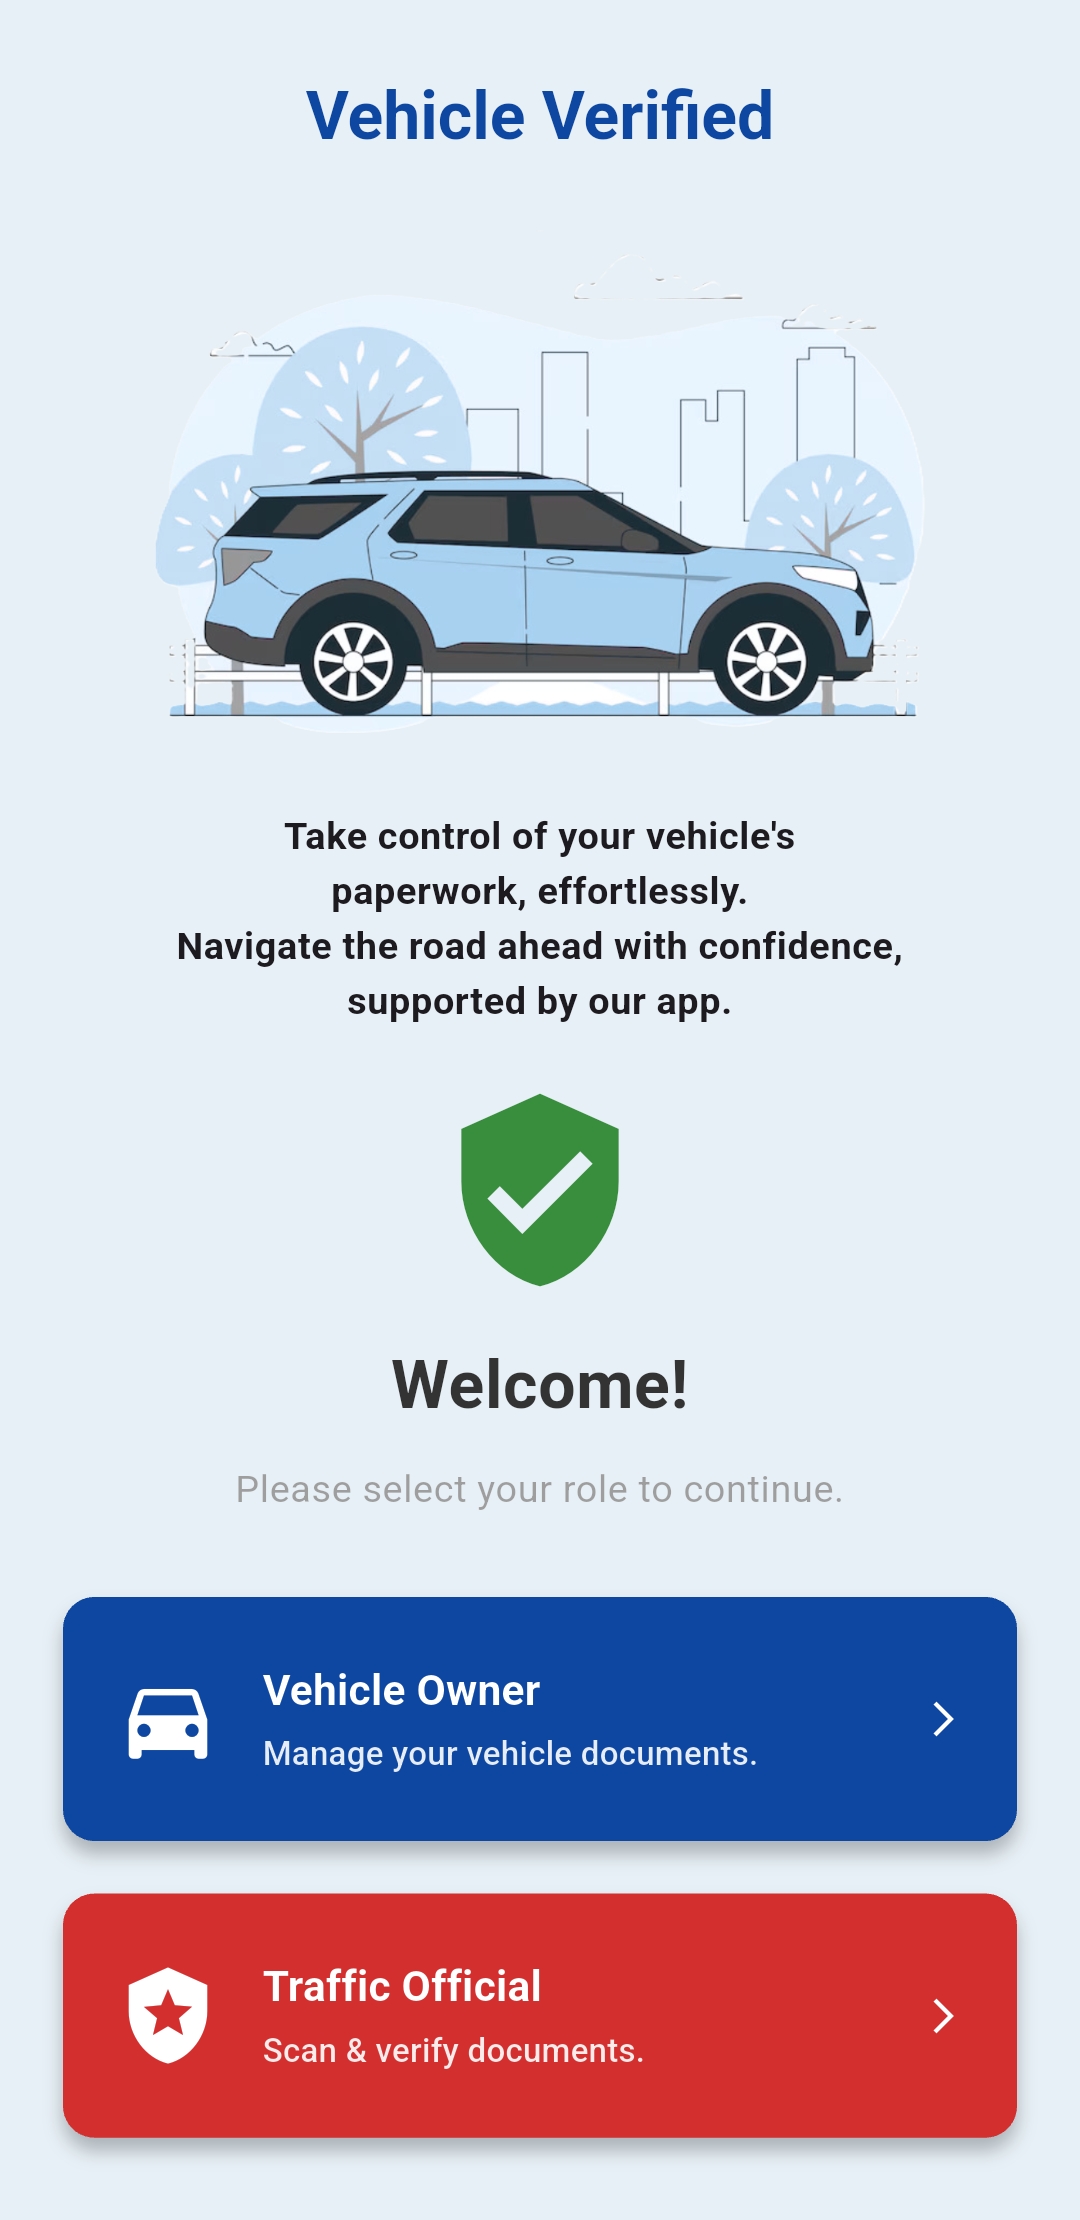 Vehicle Verified
Take control of your vehicle's
paperwork, effortlessly.
Navigate the road ahead with confidence,
supported by our app.
Welcome!
Please select your role to continue.
Vehicle Owner
Manage your vehicle documents.
Traffic Official
Scan & verify documents.